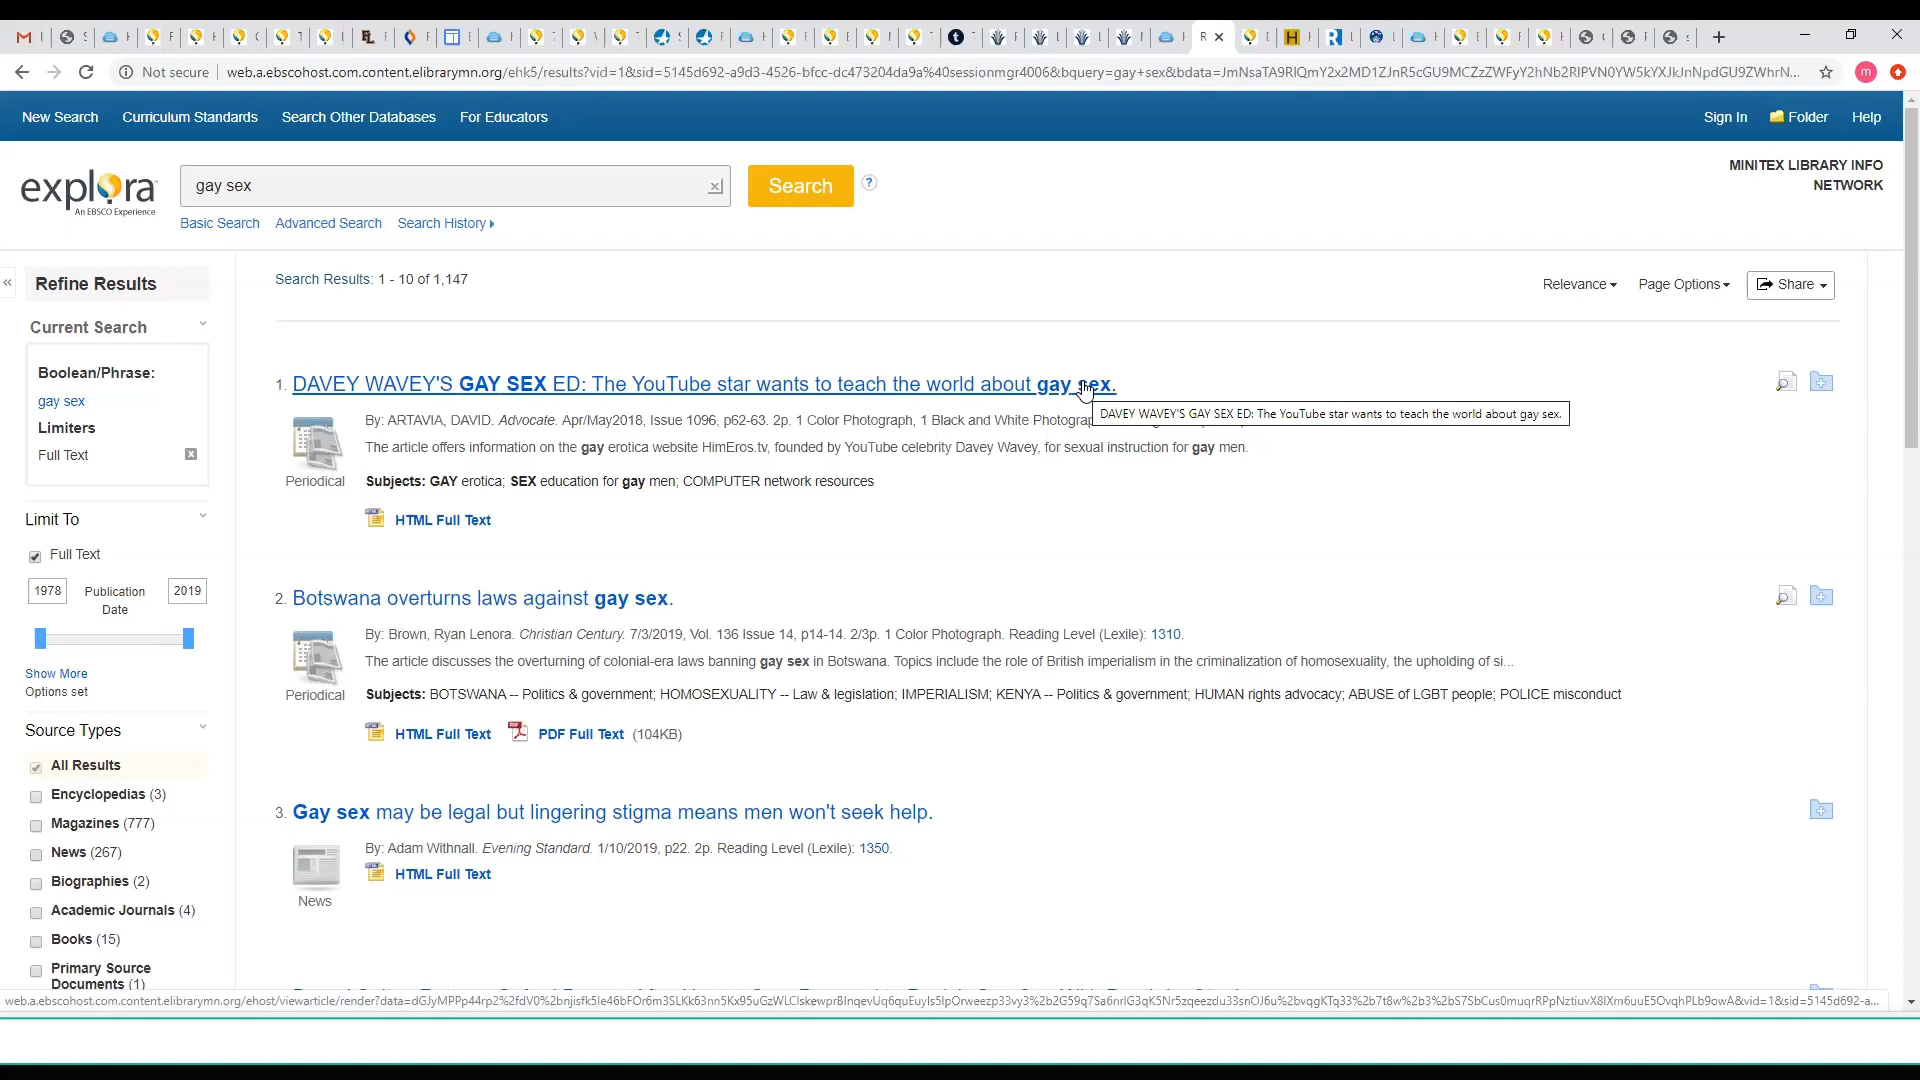 Not secure
web.a.ebscohost.com.content.elibrarymn.org/ehk5/results?vid=1&sid=5145d692-a9d3-4526-bfcc-dc473204da9a%40sessionmgr4006&bquery=gay+sex&bdata=
New Search Curriculum Standards Search Other Databases For Educators Sign In Folder Help
explora
An EBSCO Experience
gay sex
Search
MINITEX LIBRARY INFO
NETWORK
Basic Search Advanced Search Search History
Refine Results
Current Search
Boolean/Phrase:
gay sex
Limiters
Full Text
Limit To
Full Text
1978 Publication Date 2019
Show More
Options set
Source Types
All Results
Encyclopedias (3)
Magazines (777)
News (267)
Biographies (2)
Academic Journals (4)
Books (15)
Primary Source
Documents (1)
Search Results: 1 - 10 of 1,147
Relevance Page Options Share
1. DAVEY WAVEY'S GAY SEX ED: The YouTube star wants to teach the world about gay sex.
DAVEY WAVEY'S GAY SEX ED: The YouTube star wants to teach the world about gay sex.
By: ARTAVIA, DAVID. Advocate. Apr/May2018, Issue 1096, p62-63. 2p. 1 Color Photograph, 1 Black and White
The article offers information on the gay erotica website HimEros.tv, founded by YouTube celebrity Davey Wavey, for sexual instruction for gay men.
Periodical
Subjects: GAY erotica; SEX education for gay men; COMPUTER network resources
HTML Full Text
2. Botswana overturns laws against gay sex.
By: Brown, Ryan Lenora. Christian Century. 7/3/2019, Vol. 136 Issue 14, p14-14. 2/3p. 1 Color Photograph. Reading Level (Lexile): 1310.
The article discusses the overturning of colonial-era laws banning gay sex in Botswana. Topics include the role of British imperialism in the criminalization of homosexuality, the upholding of si...
Periodical
Subjects: BOTSWANA -- Politics & government; HOMOSEXUALITY -- Law & legislation; IMPERIALISM; KENYA -- Politics & government; HUMAN rights advocacy; ABUSE of LGBT people; POLICE misconduct
HTML Full Text PDF Full Text (104KB)
3. Gay sex may be legal but lingering stigma means men won't seek help.
By: Adam Withnall. Evening Standard. 1/10/2019, p22. 2p. Reading Level (Lexile): 1350.
HTML Full Text
News